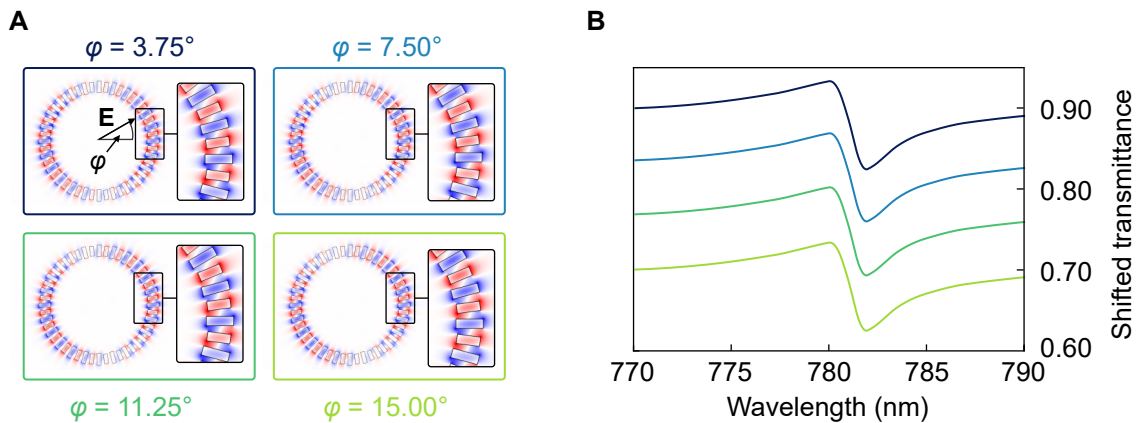 A
B
φ = 3.75°
φ = 7.50°
E
φ
φ = 11.25°
φ = 15.00°
0.90
0.80
0.70
0.60
Shifted transmittance
770 775 780 785 790
Wavelength (nm)